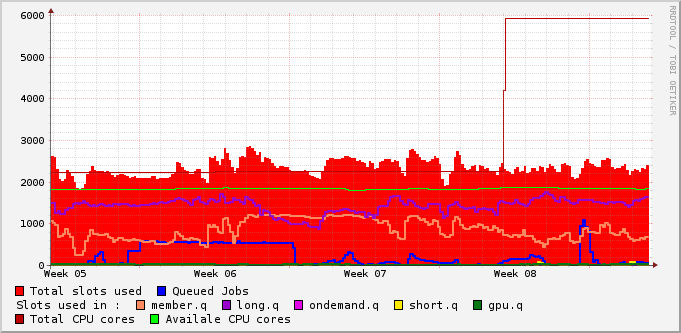 6000
5000
4000
3000
2000
1000
0
Week 05 Week 06 Week 07 Week 08
Total slots used Queued Jobs
Slots used in : member.q long.q ondemand.q short.q gpu.q
Total CPU cores Availale CPU cores
RRDTOOL / TOBI OETIKER